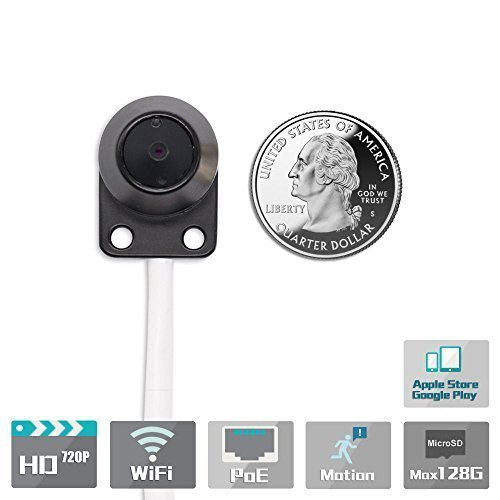 UNITED STATES OF AMERICA
LIBERTY
IN
GOD WE
TRUST
S
QUARTER DOLLAR
Apple Store
Google Play
HD 720P
WiFi
PoE
Motion
MicroSD
Max128G